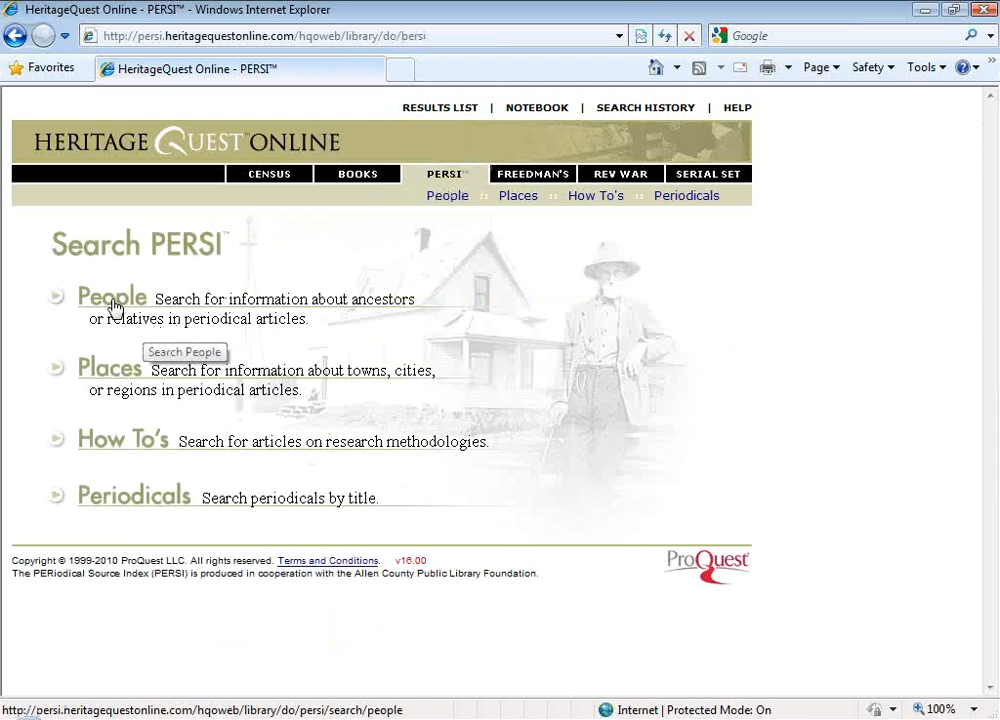 HeritageQuest Online - PERSI™ - Windows Internet Explorer
http://persi.heritagequestonline.com/hqoweb/library/do/persi
Google
Favorites
HeritageQuest Online - PERSI™
Page
Safety
Tools
RESULTS LIST | NOTEBOOK | SEARCH HISTORY | HELP
HERITAGE QUEST™ ONLINE
CENSUS BOOKS PERSI™ FREEDMAN'S REV WAR SERIAL SET
People :: Places :: How To's :: Periodicals
Search PERSI™
People Search for information about ancestors
or relatives in periodical articles.
Search People
Places Search for information about towns, cities,
or regions in periodical articles.
How To's Search for articles on research methodologies.
Periodicals Search periodicals by title.
Copyright © 1999-2010 ProQuest LLC. All rights reserved. Terms and Conditions. v16.00
The PERiodical Source Index (PERSI) is produced in cooperation with the Allen County Public Library Foundation.
ProQuest
http://persi.heritagequestonline.com/hqoweb/library/do/persi/search/people
Internet | Protected Mode: On
100%